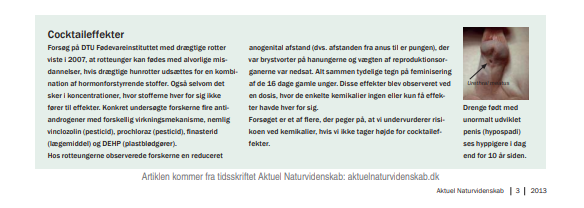 Cocktaileffekter
Forsøg på DTU Fødevareinstituttet med drægtige rotter
viste i 2007, at rotteunger kan fødes med alvorlige mis-
dannelser, hvis drægtige hunrotter udsættes for en kombi-
nation af hormonforstyrrende stoffer. Også selvom det
sker i koncentrationer, hvor stofferne hver for sig ikke
fører til effekter. Konkret undersøgte forskerne fire anti-
androgener med forskellig virkningsmekanisme, nemlig
vinclozolin (pesticid), prochloraz (pesticid), finasterid
(lægemiddel) og DEHP (plastblødgører).
Hos rotteungerne observerede forskerne en reduceret
anogenital afstand (dvs. afstanden fra anus til er pungen), der
var brystvorter på hanungerne og vægten af reproduktionsor-
ganerne var nedsat. Alt sammen tydelige tegn på feminisering
af de 16 dage gamle unger. Disse effekter blev observeret ved
en dosis, hvor de enkelte kemikalier ingen eller kun få effek-
ter havde hver for sig.
Forsøget er et af flere, der peger på, at vi undervurderer risi-
koen ved kemikalier, hvis vi ikke tager højde for cocktailef-
fekter.
Drenge født med
unormalt udviklet
penis (hypospadi)
ses hyppigere i dag
end for 10 år siden.
Artiklen kommer fra tidsskriftet Aktuel Naturvidenskab: aktuelnaturvidenskab.dk
Aktuel Naturvidenskab | 3 | 2013